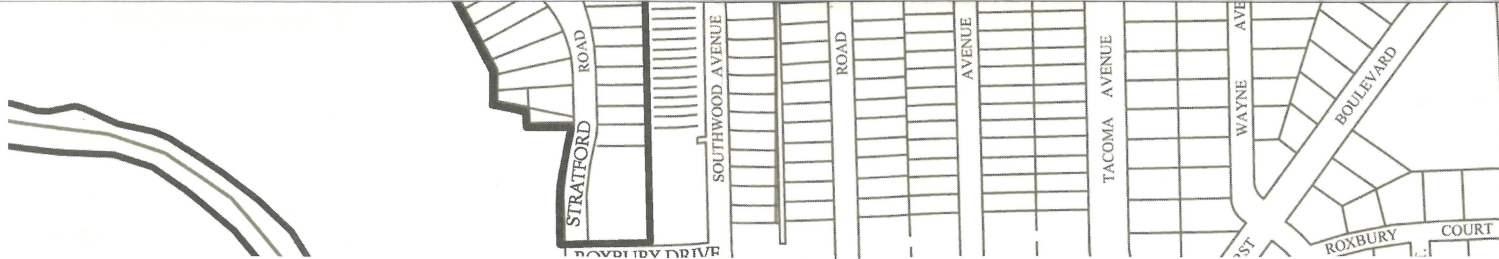 STRATFORD ROAD
SOUTHWOOD AVENUE
ROAD
AVENUE
TACOMA AVENUE
WAYNE AVE
BOULEVARD
ROXBURY COURT
ROXBURY DRIVE